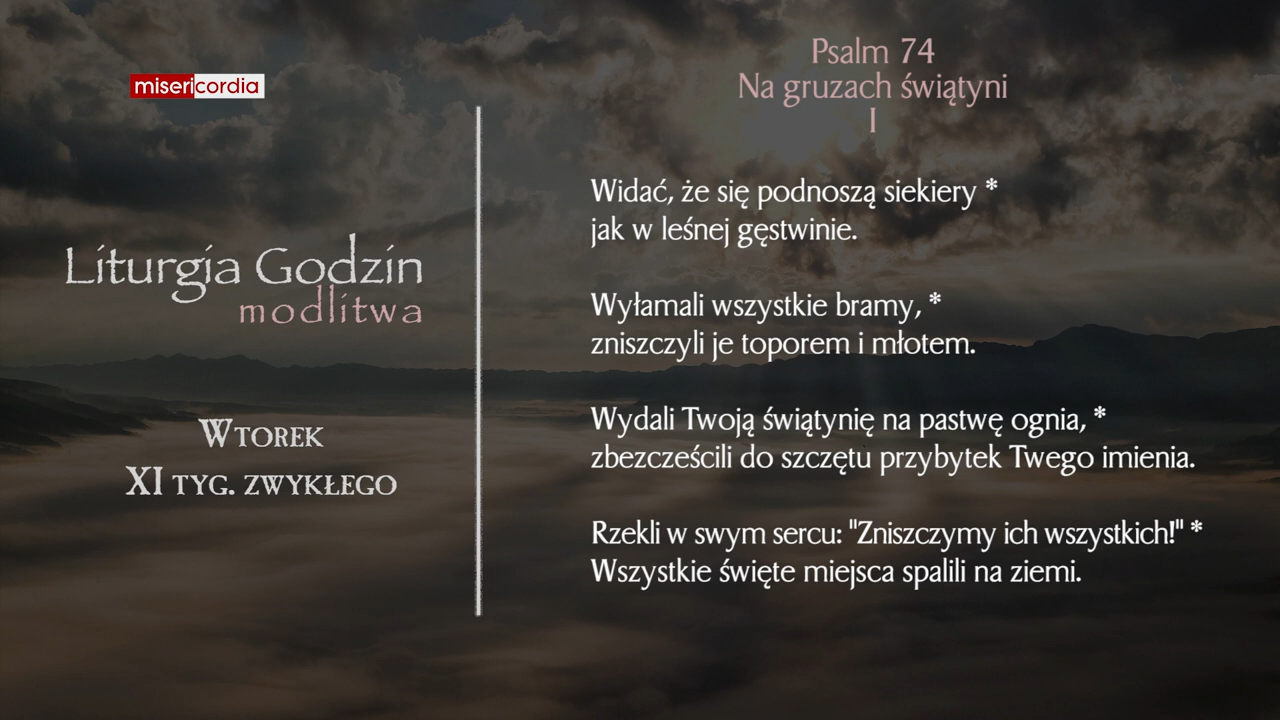 misericordia
Liturgia Godzin
modlitwa
Wtorek
XI tyg. zwykłego
Psalm 74
Na gruzach świątyni
I
Widać, że się podnoszą siekiery *
jak w leśnej gęstwinie.
Wyłamali wszystkie bramy, *
zniszczyli je toporem i młotem.
Wydali Twoją świątynię na pastwę ognia, *
zbezcześcili do szczętu przybytek Twego imienia.
Rzekli w swym sercu: "Zniszczymy ich wszystkich!" *
Wszystkie święte miejsca spalili na ziemi.